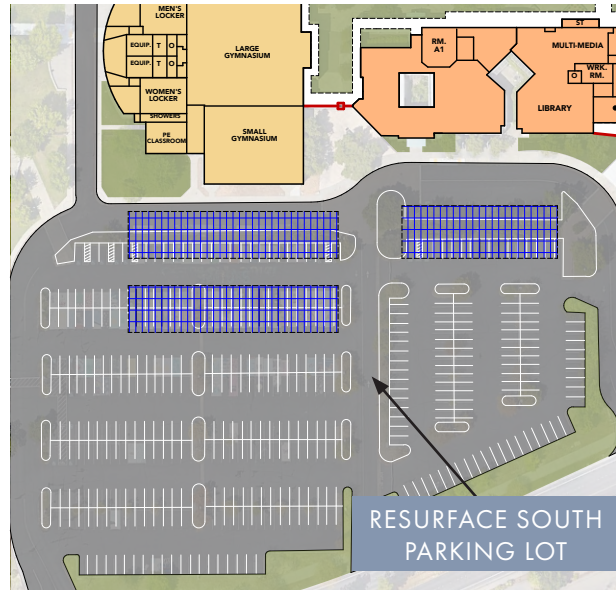 MEN'S
LOCKER
EQUIP. T O
EQUIP. T O
WOMEN'S
LOCKER
SHOWERS
PE
CLASSROOM
LARGE
GYMNASIUM
SMALL
GYMNASIUM
RM.
A1
ST
MULTI-MEDIA
WRK.
RM.
O
LIBRARY
RESURFACE SOUTH
PARKING LOT